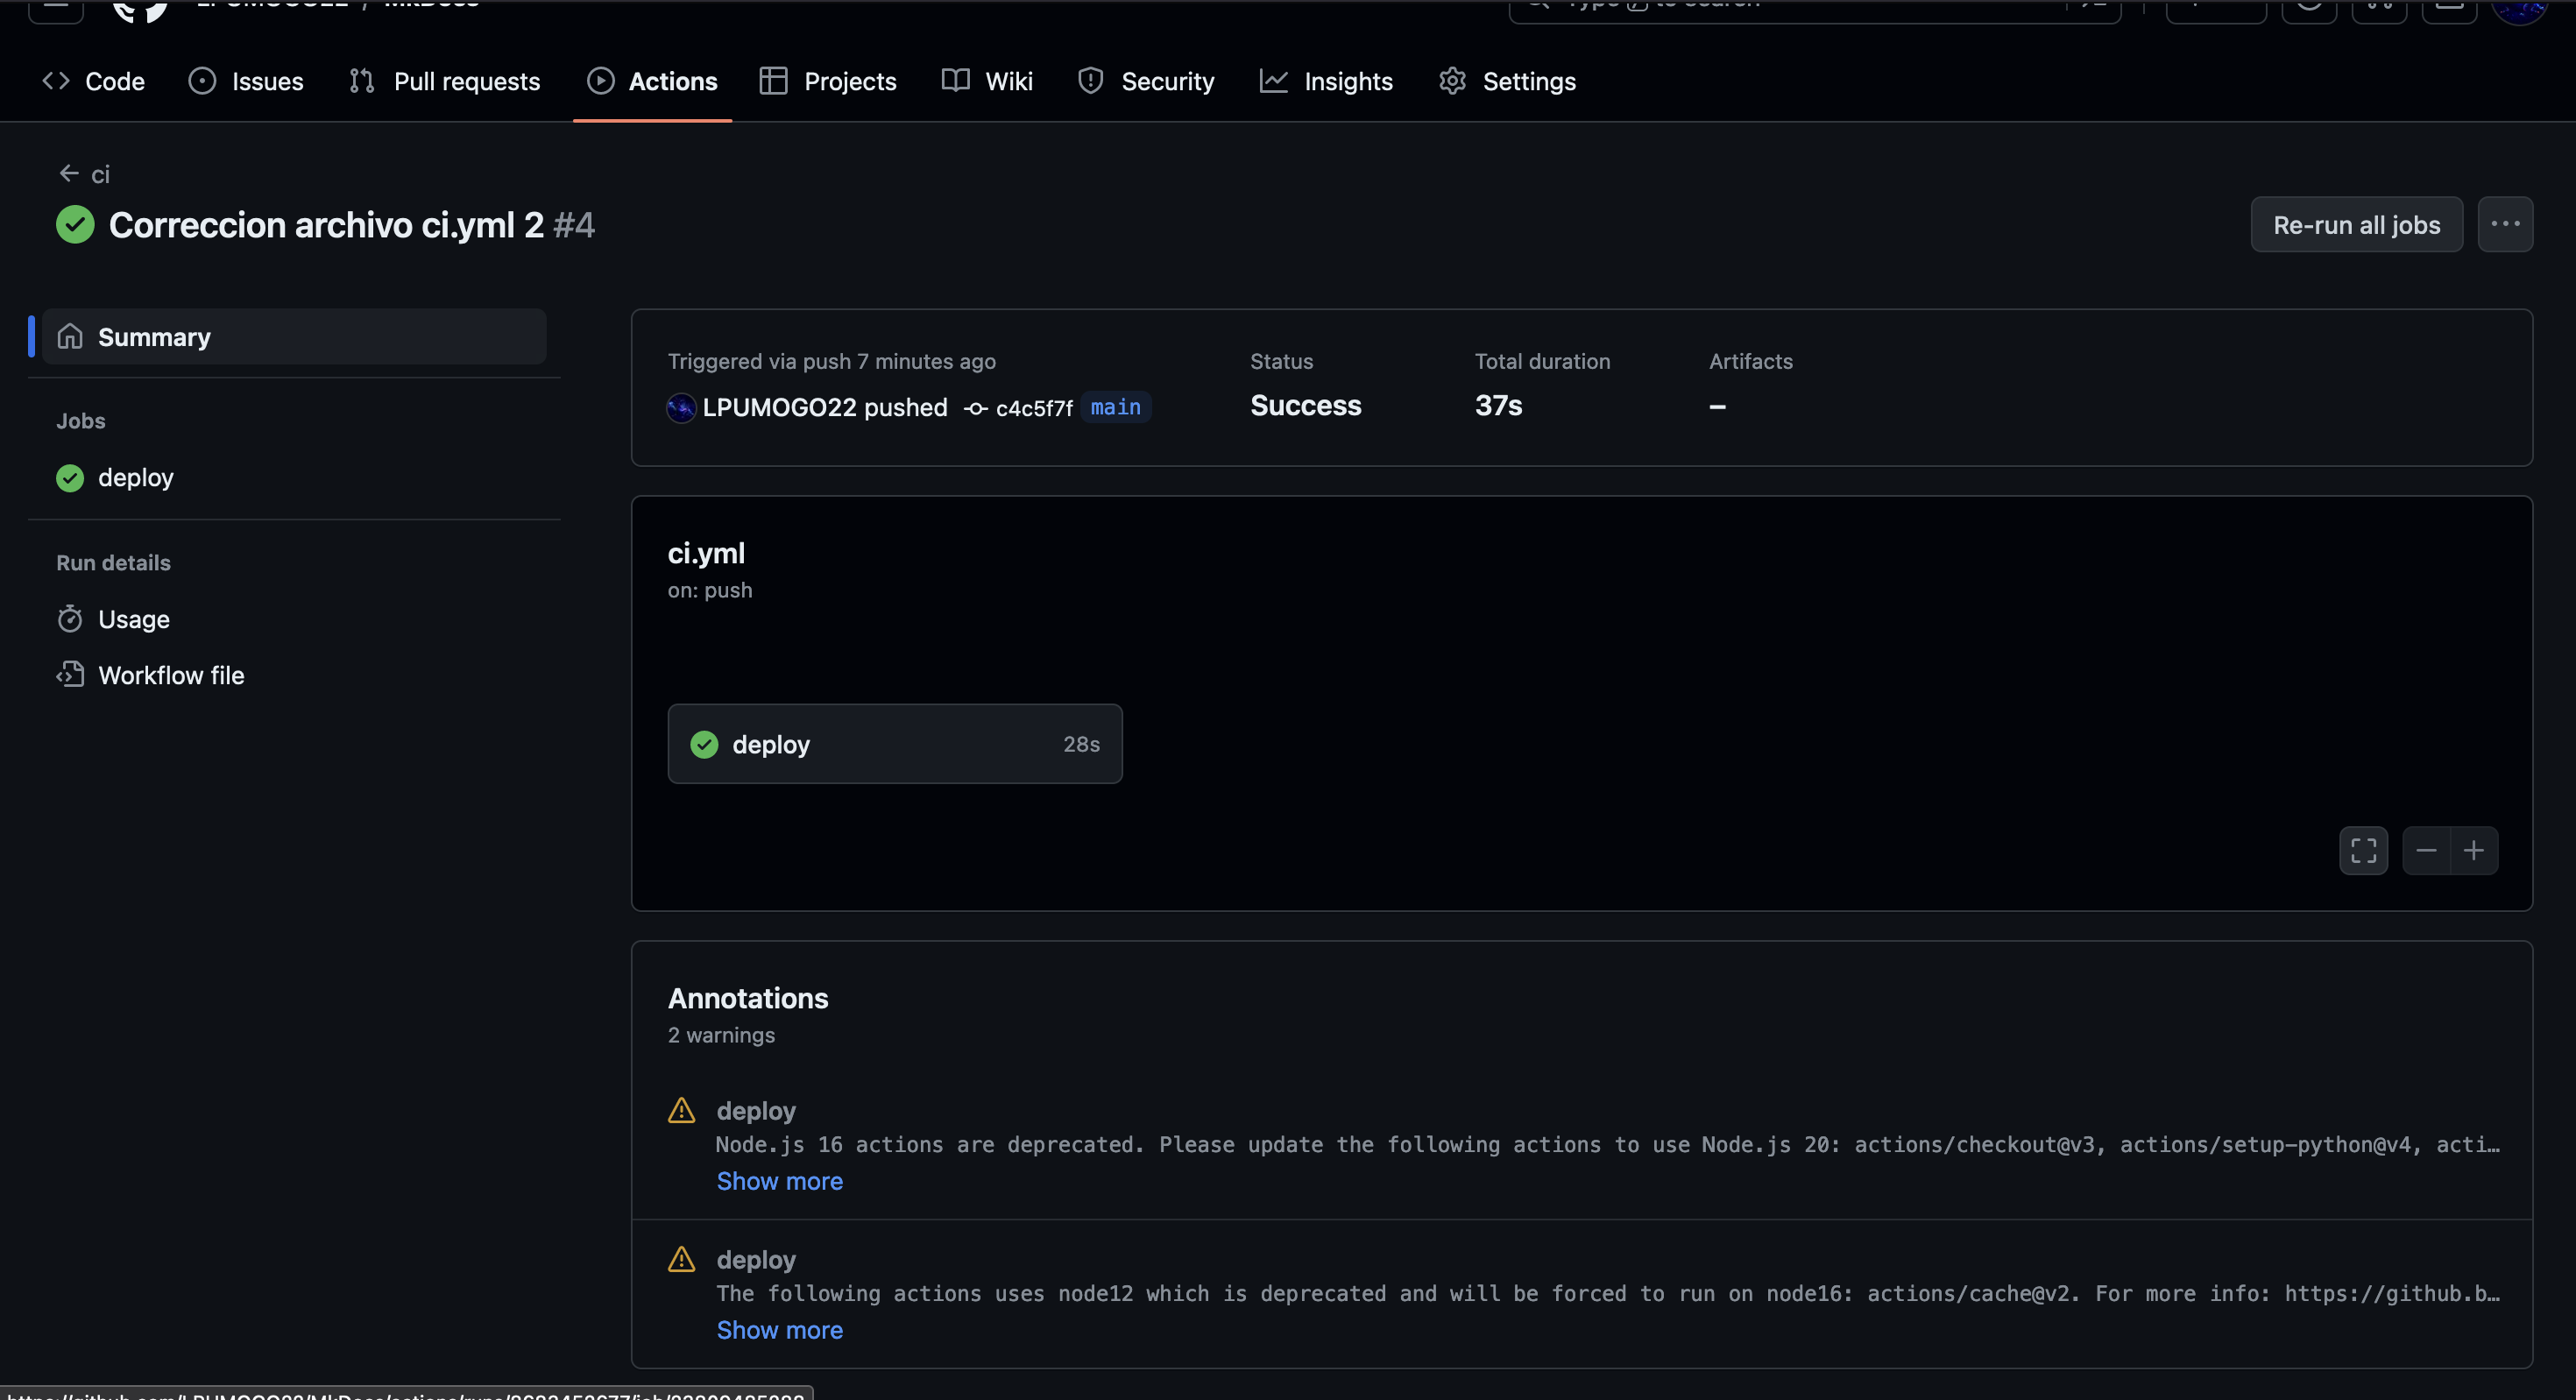 LPUMOGO22 / MkDocs
Type / to search
Code Issues Pull requests Actions Projects Wiki Security Insights Settings
ci
Correccion archivo ci.yml 2 #4
Re-run all jobs
Summary
Jobs
deploy
Run details
Usage
Workflow file
Triggered via push 7 minutes ago
LPUMOGO22 pushed c4c5f7f main
Status
Success
Total duration
37s
Artifacts
–
ci.yml
on: push
deploy 28s
Annotations
2 warnings
deploy
Node.js 16 actions are deprecated. Please update the following actions to use Node.js 20: actions/checkout@v3, actions/setup-python@v4, acti…
Show more
deploy
The following actions uses node12 which is deprecated and will be forced to run on node16: actions/cache@v2. For more info: https://github.b…
Show more